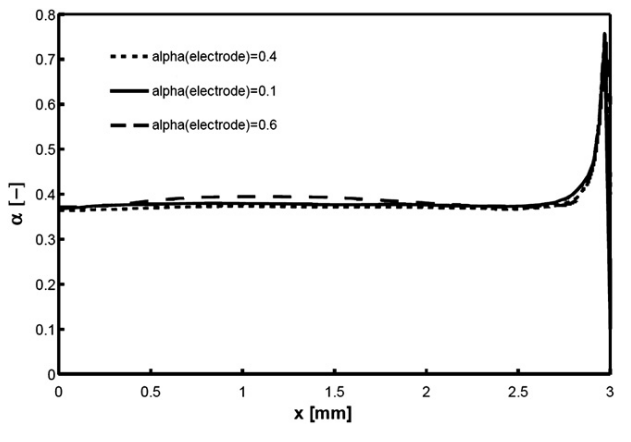 0.8
0.7
alpha(electrode)=0.4
0.6
alpha(electrode)=0.1
alpha(electrode)=0.6
0.5
0.4
α [−]
0.3
0.2
0.1
0
0 0.5 1 1.5 2 2.5 3
x [mm]